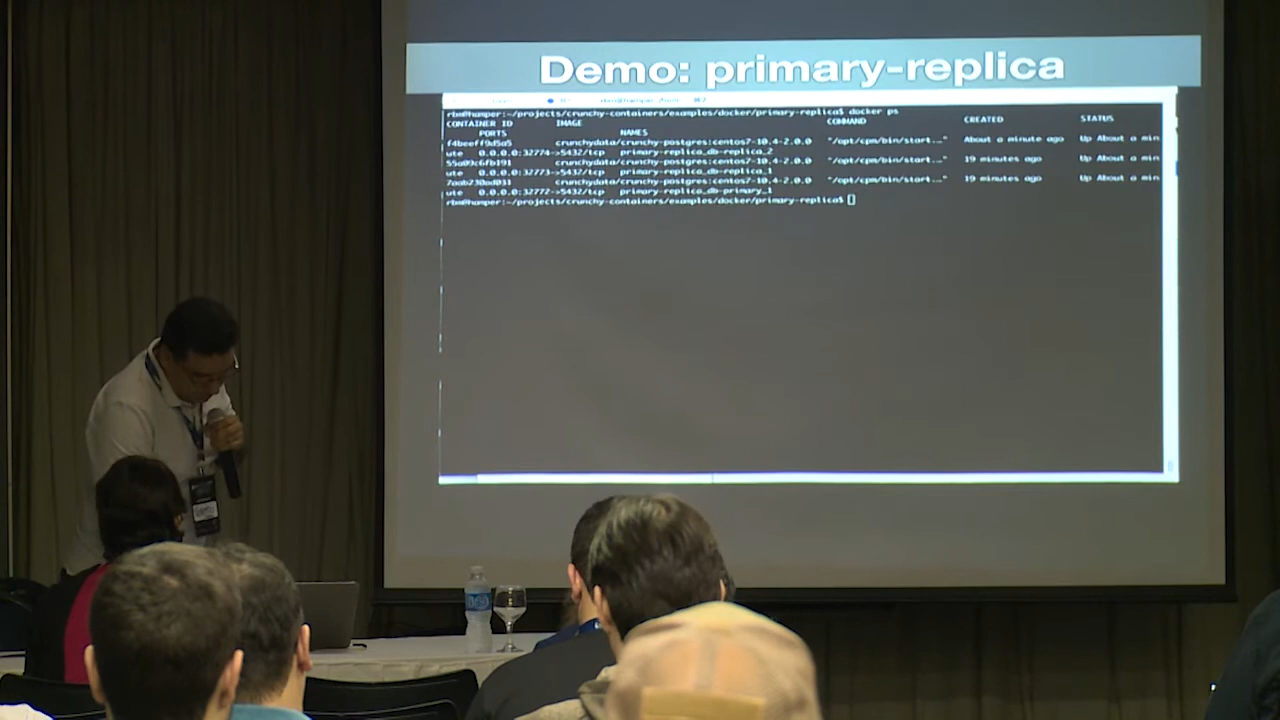 Demo: primary-replica
rbm@hamper:~/projects/crunchy-containers/examples/docker/primary-replica$ docker ps
CONTAINER ID IMAGE COMMAND CREATED STATUS
PORTS NAMES
f4beeff9d5a5 crunchydata/crunchy-postgres:centos7-10.4-2.0.0 "/opt/cpm/bin/start.…" About a minute ago Up About a min
ute 0.0.0.0:32774->5432/tcp primary-replica_db-replica_2
55a09c6fb191 crunchydata/crunchy-postgres:centos7-10.4-2.0.0 "/opt/cpm/bin/start.…" 19 minutes ago Up About a min
ute 0.0.0.0:32773->5432/tcp primary-replica_db-replica_1
7aab230ad031 crunchydata/crunchy-postgres:centos7-10.4-2.0.0 "/opt/cpm/bin/start.…" 19 minutes ago Up About a min
ute 0.0.0.0:32772->5432/tcp primary-replica_db-primary_1
rbm@hamper:~/projects/crunchy-containers/examples/docker/primary-replica$